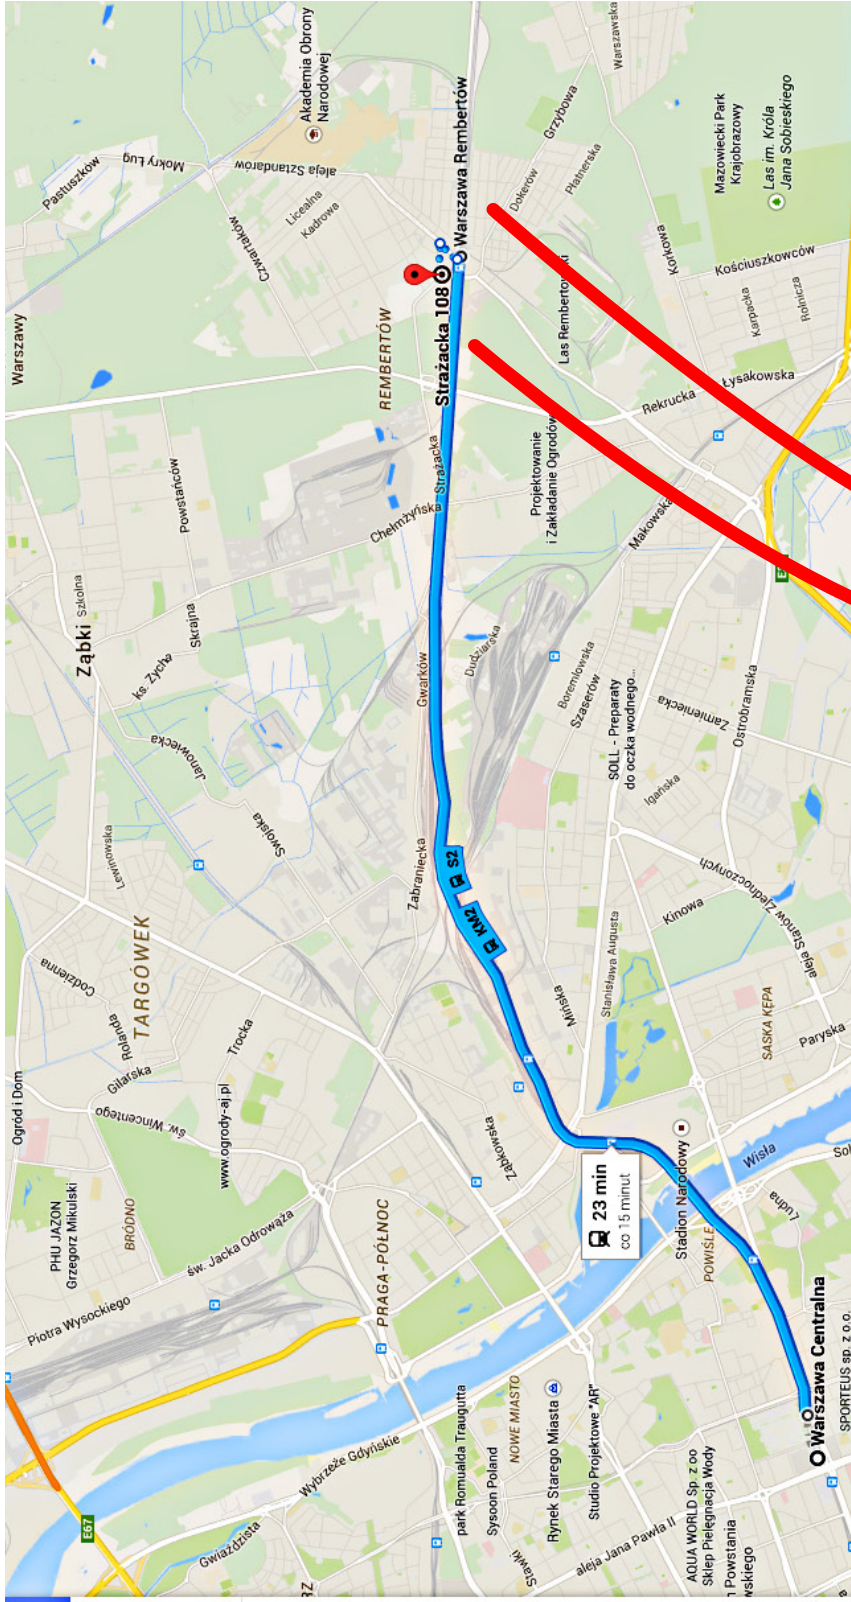 Warszawy
Ogród i Dom
PHU JAZON
Grzegorz Mikulski
Piotra Wysockiego
E67
Pastuszków
Mokry Ług
Ząbki
Szkolna
Codzienna
Lewinowska
Rolanda
Gilarska
BRÓDNO
TARGÓWEK
ks. Zycha
Janowiecka
Powstańców
Skrajna
św. Wincentego
św. Jacka Odrowąża
www.ogrody-aj.pl
Trocka
Swojska
Czwartaków
aleja Sztandarów
Licealna
Kadrowa
Akademia Obrony
Narodowej
Gwiaździsta
RZ
Wybrzeże Gdyńskie
PRAGA-PÓŁNOC
REMBERTÓW
Chełmżyńska
Strażacka
Gwarków
Zabraniecka
Strażacka 108
Warszawa Rembertów
S2
KM2
park Romualda Traugutta
Sysoon Poland
NOWE MIASTO
Stawki
Rynek Starego Miasta
Studio Projektowe "AR"
Ząbkowska
Dudziarska
Dokerów
Grzybowa
Płatnerska
Las Rembertowski
Projektowanie
i Zakładanie Ogrodów
Mińska
Boremlowska
Szaserów
23 min
co 15 minut
Stanisława Augusta
SOLL - Preparaty
do oczka wodnego...
Makowska
Rekrucka
Korkowa
Warszawska
Igańska
Kinowa
Zamieniecka
Stadion Narodowy
POWIŚLE
aleja Jana Pawła II
AQUA WORLD Sp. z oo
Sklep Pielęgnacja Wody
n Powstania
wskiego
Mazowiecki Park
Krajobrazowy
Las im. Króla
Jana Sobieskiego
Kościuszkowców
Karpacka
Rolnicza
Łysakowska
Ostrobramska
aleja Stanów Zjednoczonych
SASKA KĘPA
Paryska
Wisła
Ludna
Warszawa Centralna
SPORTEUS sp. z o.o.
Sol